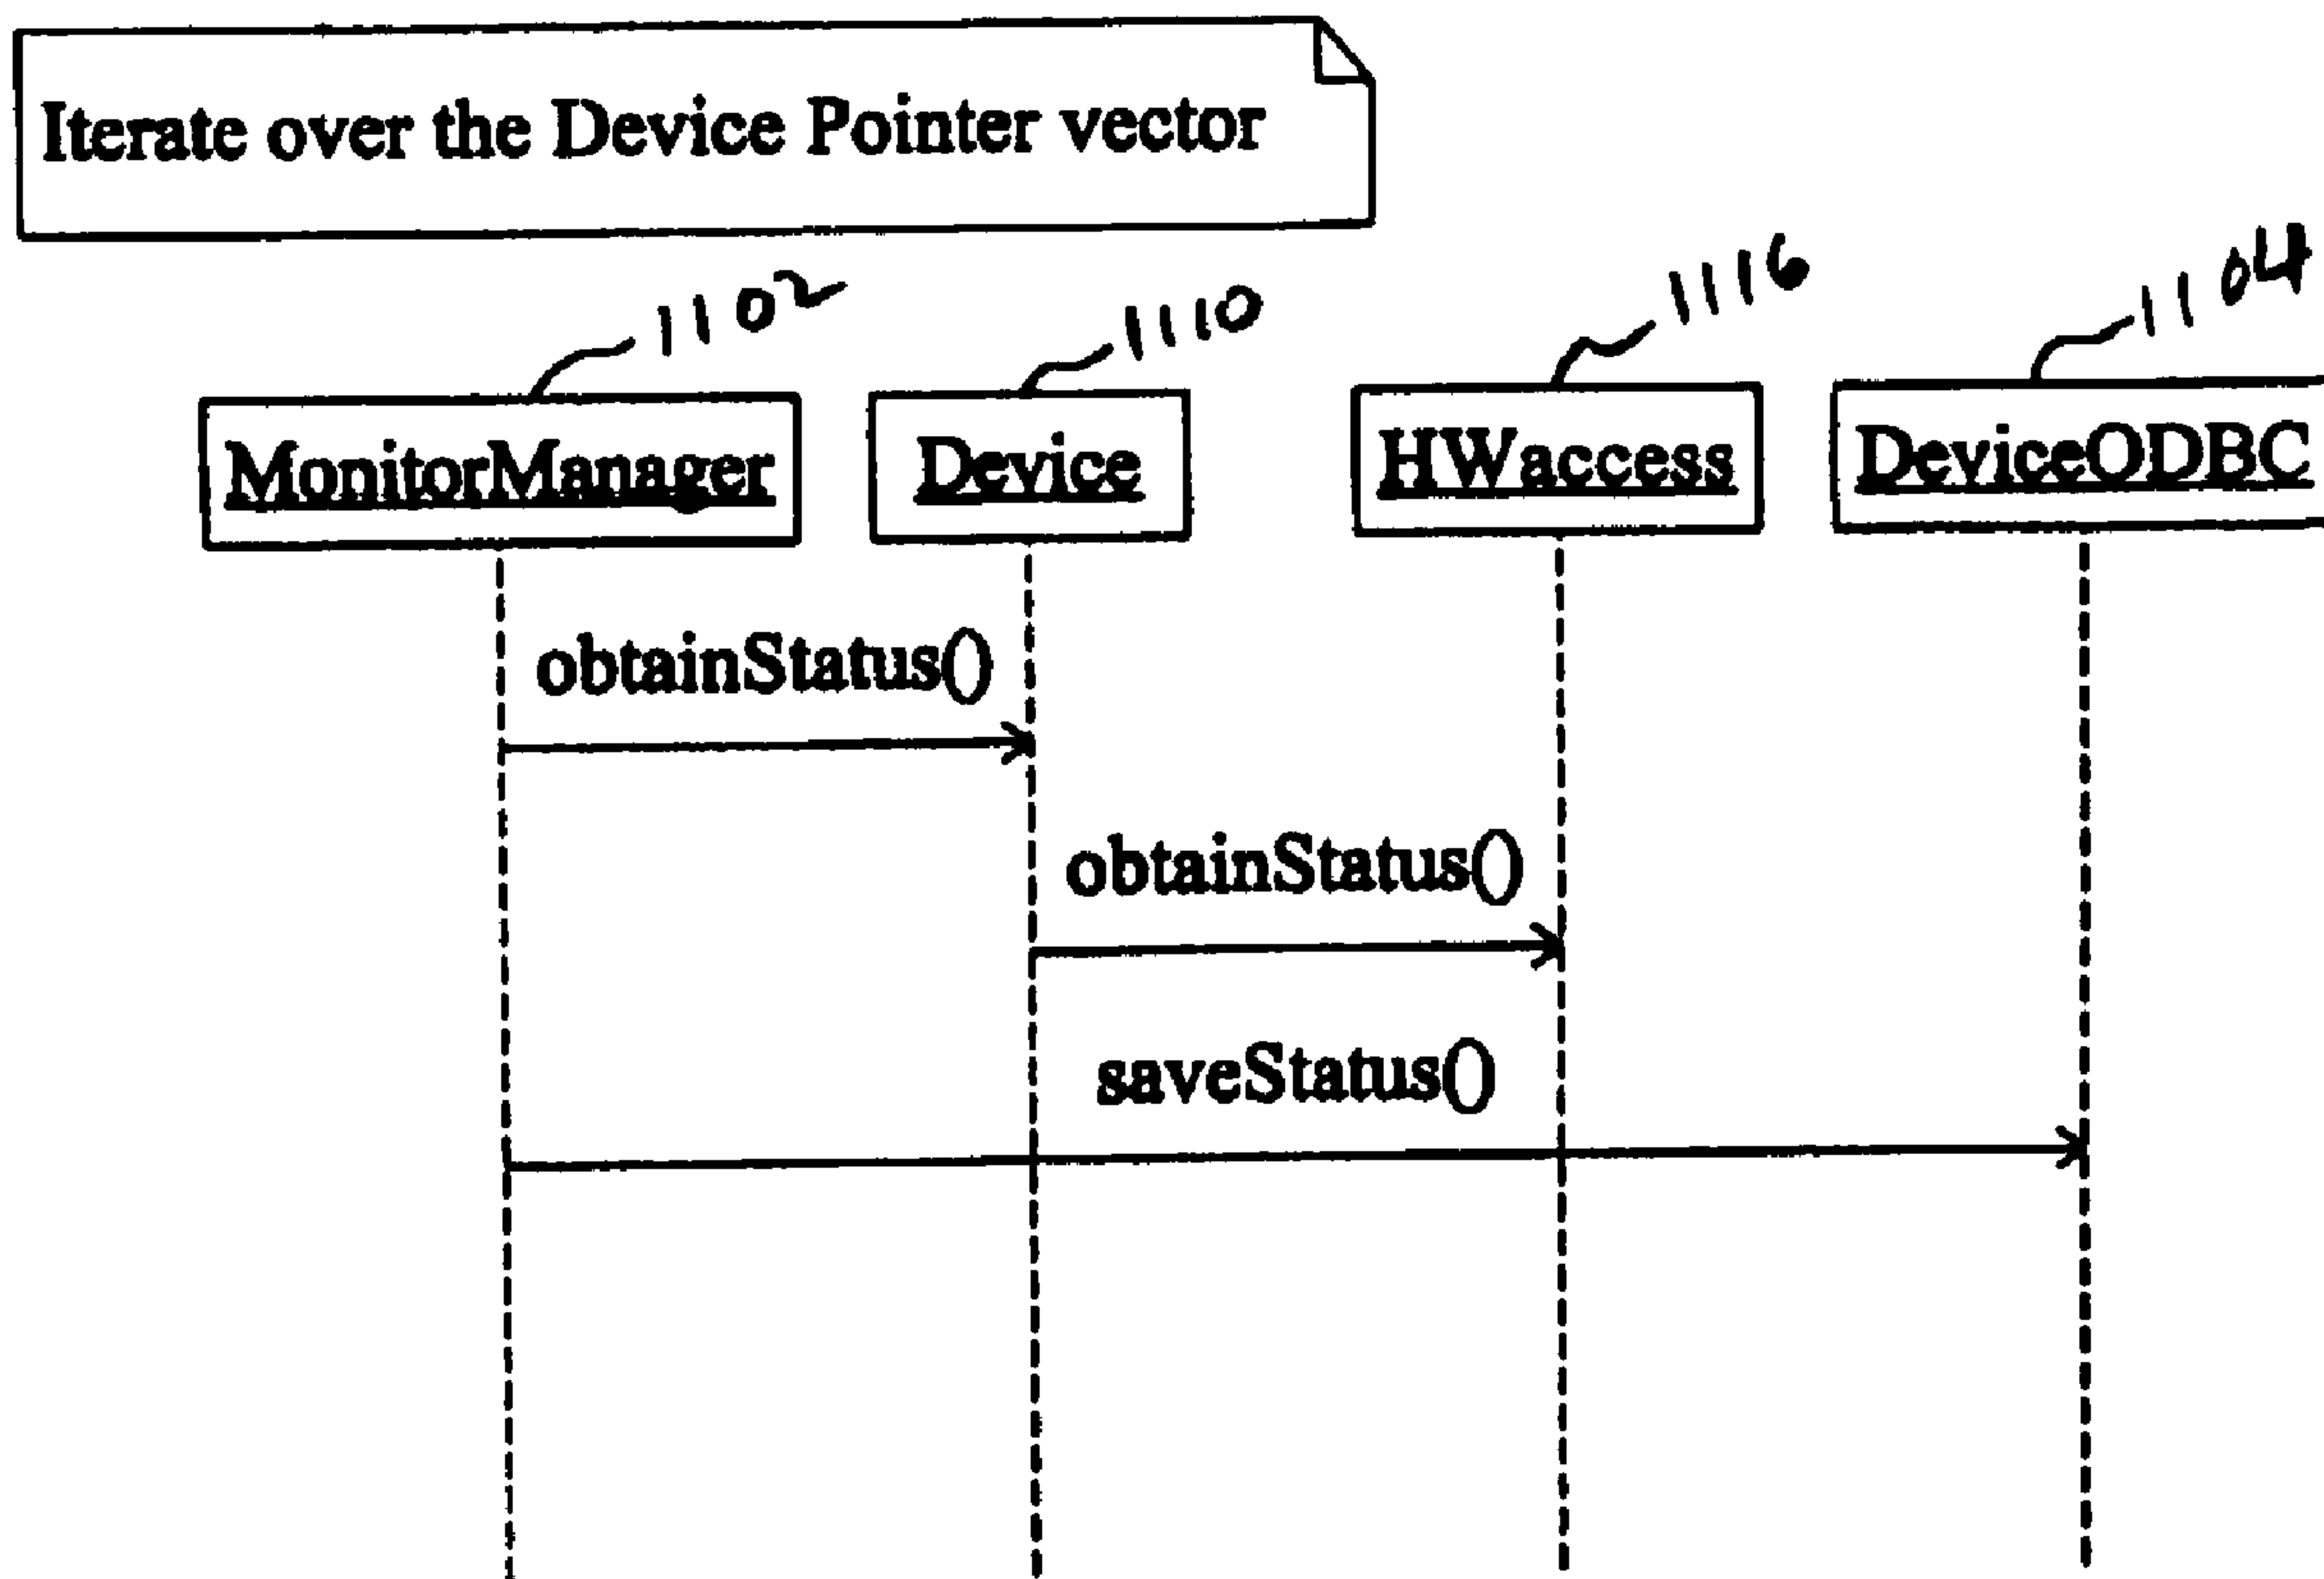 Iterate over the Device Pointer vector
1102 1110 1116 1104
MonitorManager Device HWaccess DeviceODBC
obtainStatus()
obtainStatus()
saveStatus()